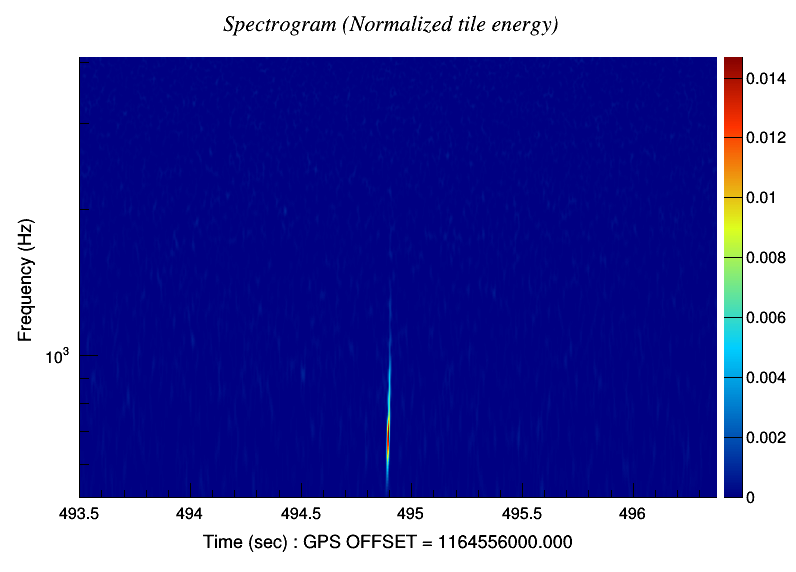 Spectrogram (Normalized tile energy)
0.014
0.012
0.01
0.008
0.006
0.004
0.002
0
Frequency (Hz)
10³
493.5 494 494.5 495 495.5 496
Time (sec) : GPS OFFSET = 1164556000.000